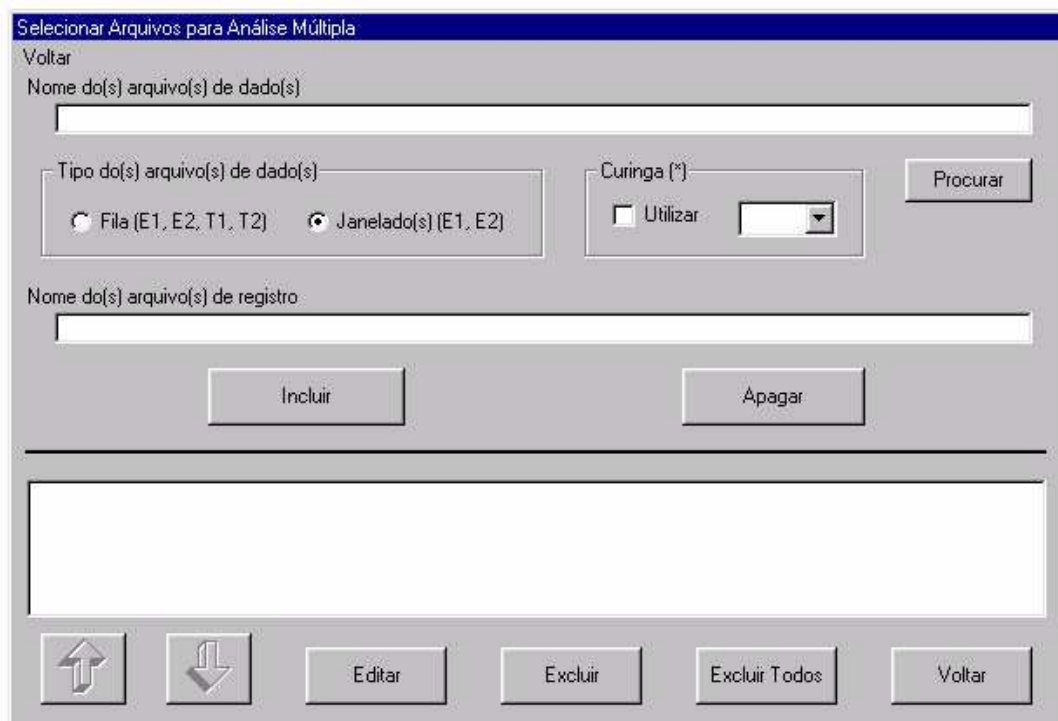 Selecionar Arquivos para Análise Múltipla
Voltar
Nome do(s) arquivo(s) de dado(s)
Tipo do(s) arquivo(s) de dado(s)
Curinga (*)
Procurar
Fila (E1, E2, T1, T2)
Janelado(s) (E1, E2)
Utilizar
Nome do(s) arquivo(s) de registro
Incluir
Apagar
Editar
Excluir
Excluir Todos
Voltar